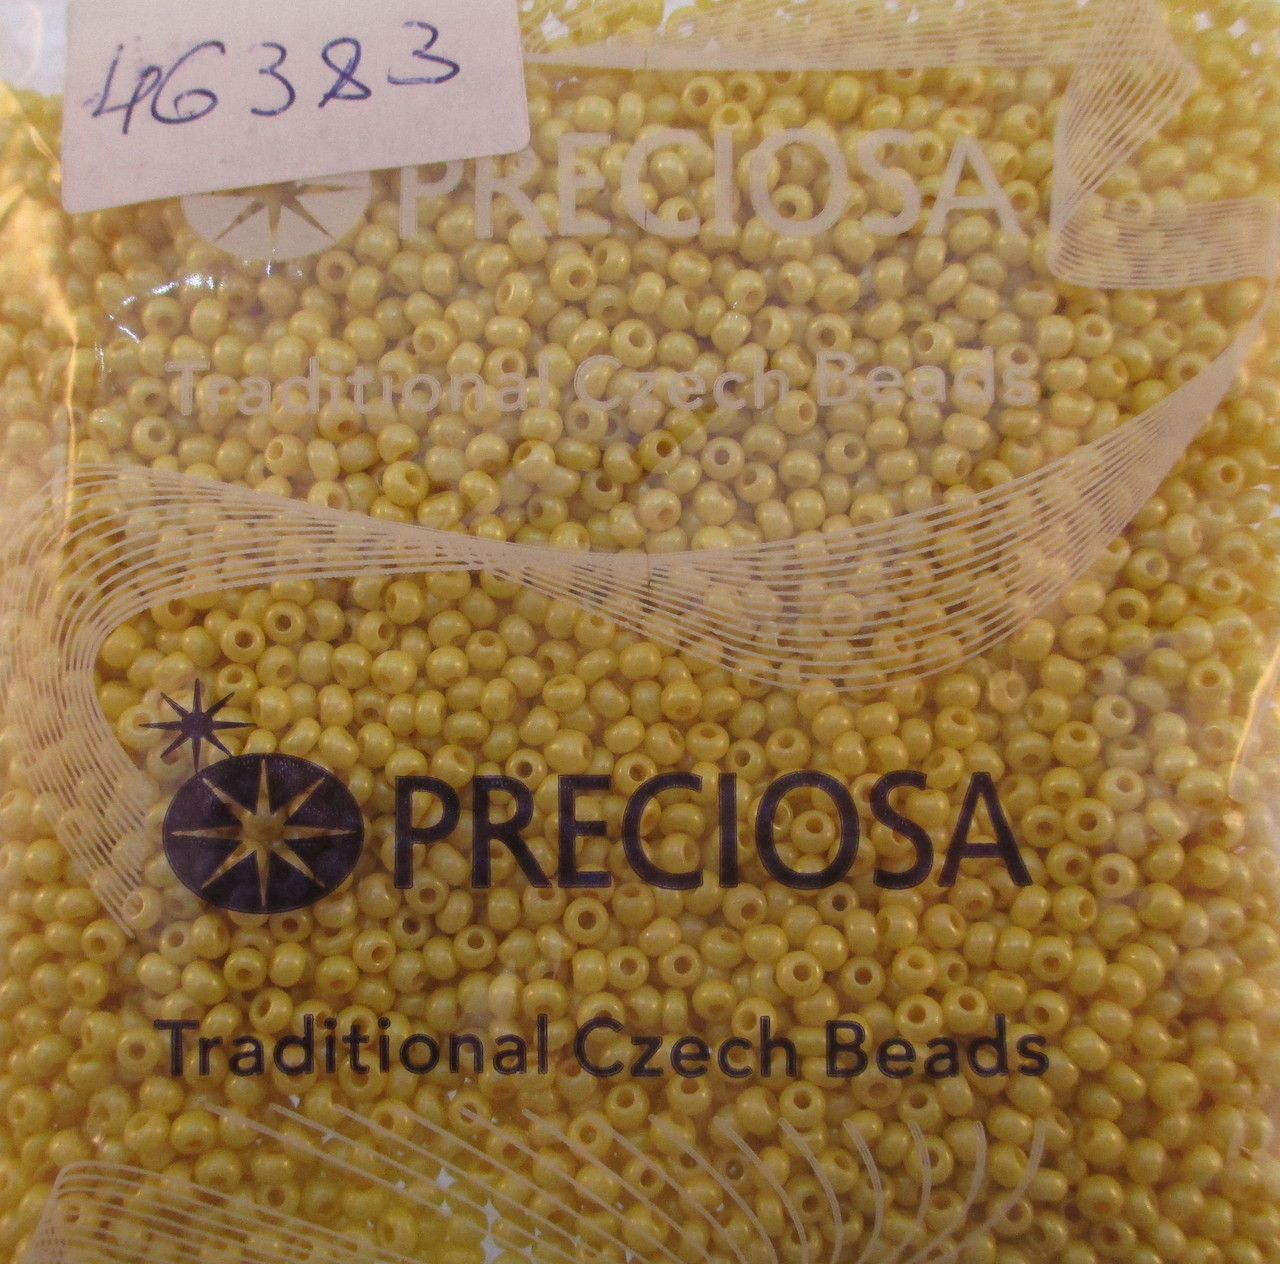 46383
PRECIOSA
Traditional Czech Beads
PRECIOSA
Traditional Czech Beads